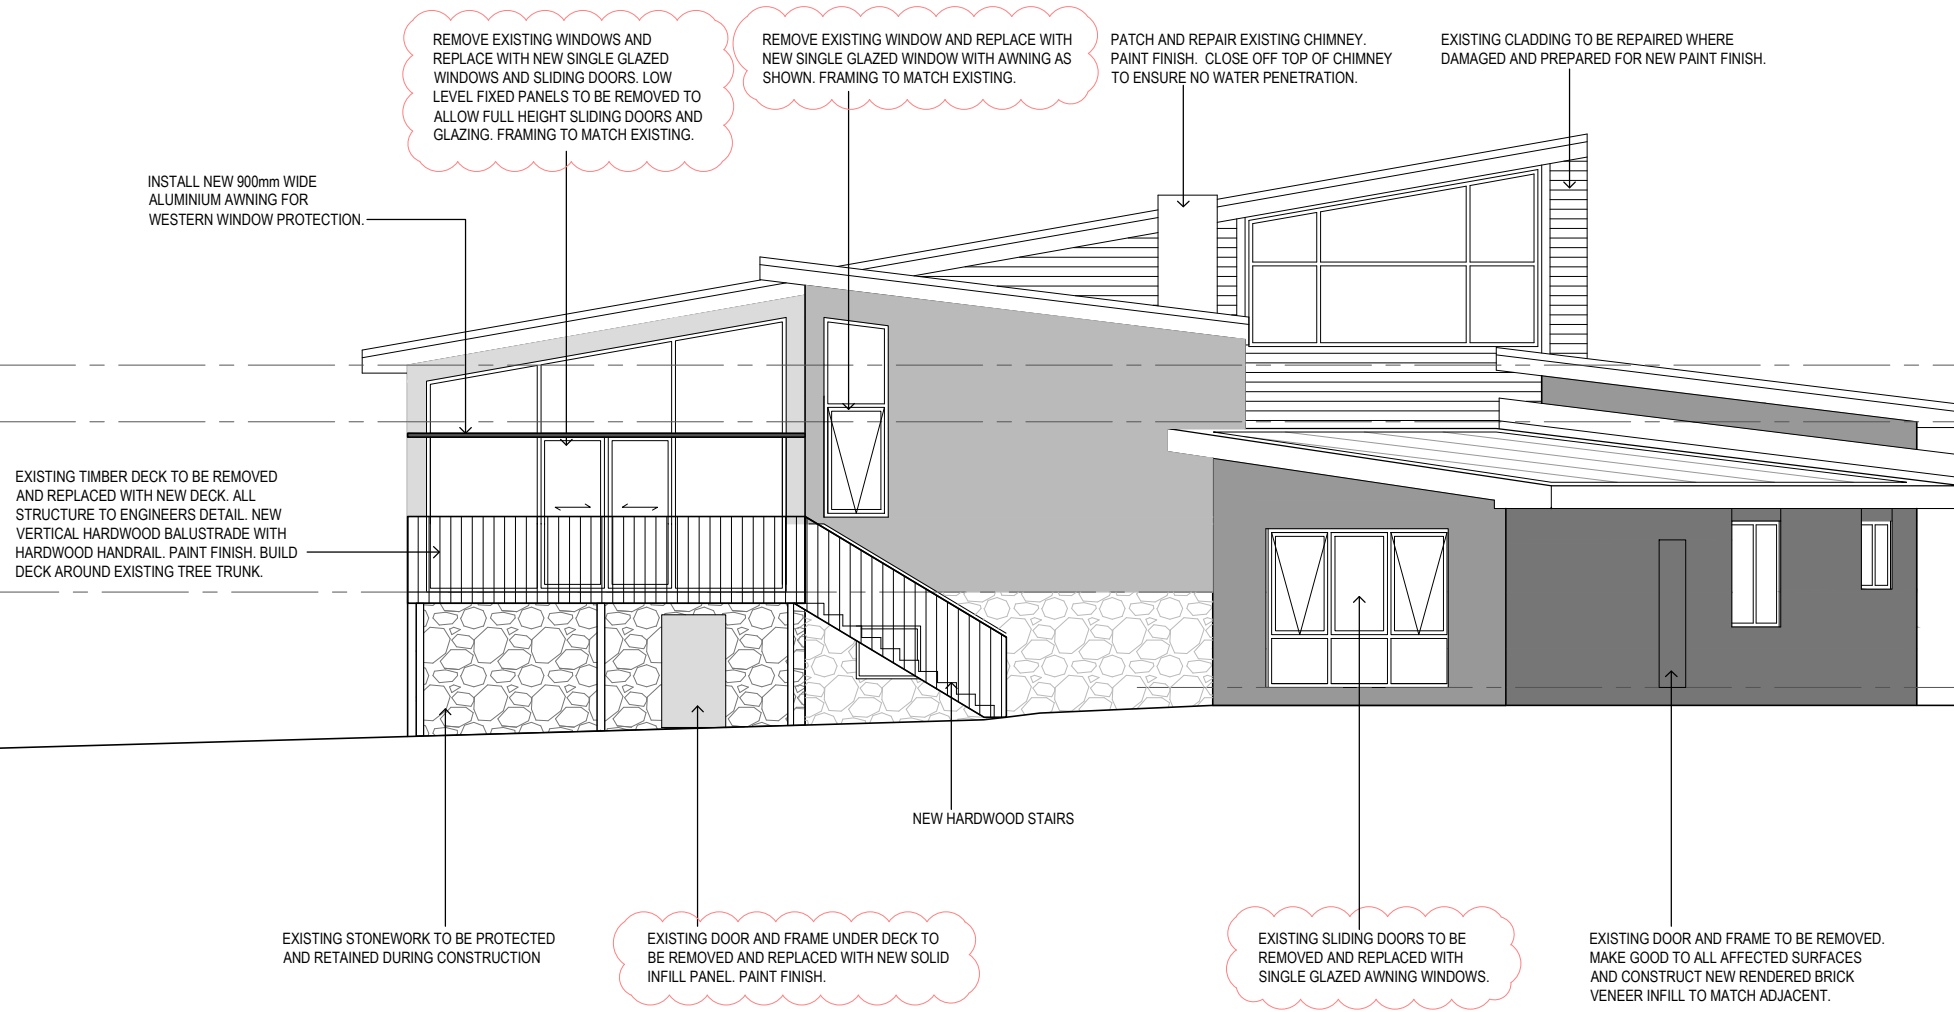 REMOVE EXISTING WINDOWS AND
REPLACE WITH NEW SINGLE GLAZED
WINDOWS AND SLIDING DOORS. LOW
LEVEL FIXED PANELS TO BE REMOVED TO
ALLOW FULL HEIGHT SLIDING DOORS AND
GLAZING. FRAMING TO MATCH EXISTING.
REMOVE EXISTING WINDOW AND REPLACE WITH
NEW SINGLE GLAZED WINDOW WITH AWNING AS
SHOWN. FRAMING TO MATCH EXISTING.
PATCH AND REPAIR EXISTING CHIMNEY.
PAINT FINISH. CLOSE OFF TOP OF CHIMNEY
TO ENSURE NO WATER PENETRATION.
EXISTING CLADDING TO BE REPAIRED WHERE
DAMAGED AND PREPARED FOR NEW PAINT FINISH.
INSTALL NEW 900mm WIDE
ALUMINIUM AWNING FOR
WESTERN WINDOW PROTECTION.
EXISTING TIMBER DECK TO BE REMOVED
AND REPLACED WITH NEW DECK. ALL
STRUCTURE TO ENGINEERS DETAIL. NEW
VERTICAL HARDWOOD BALUSTRADE WITH
HARDWOOD HANDRAIL. PAINT FINISH. BUILD
DECK AROUND EXISTING TREE TRUNK.
NEW HARDWOOD STAIRS
EXISTING STONEWORK TO BE PROTECTED
AND RETAINED DURING CONSTRUCTION
EXISTING DOOR AND FRAME UNDER DECK TO
BE REMOVED AND REPLACED WITH NEW SOLID
INFILL PANEL. PAINT FINISH.
EXISTING SLIDING DOORS TO BE
REMOVED AND REPLACED WITH
SINGLE GLAZED AWNING WINDOWS.
EXISTING DOOR AND FRAME TO BE REMOVED.
MAKE GOOD TO ALL AFFECTED SURFACES
AND CONSTRUCT NEW RENDERED BRICK
VENEER INFILL TO MATCH ADJACENT.